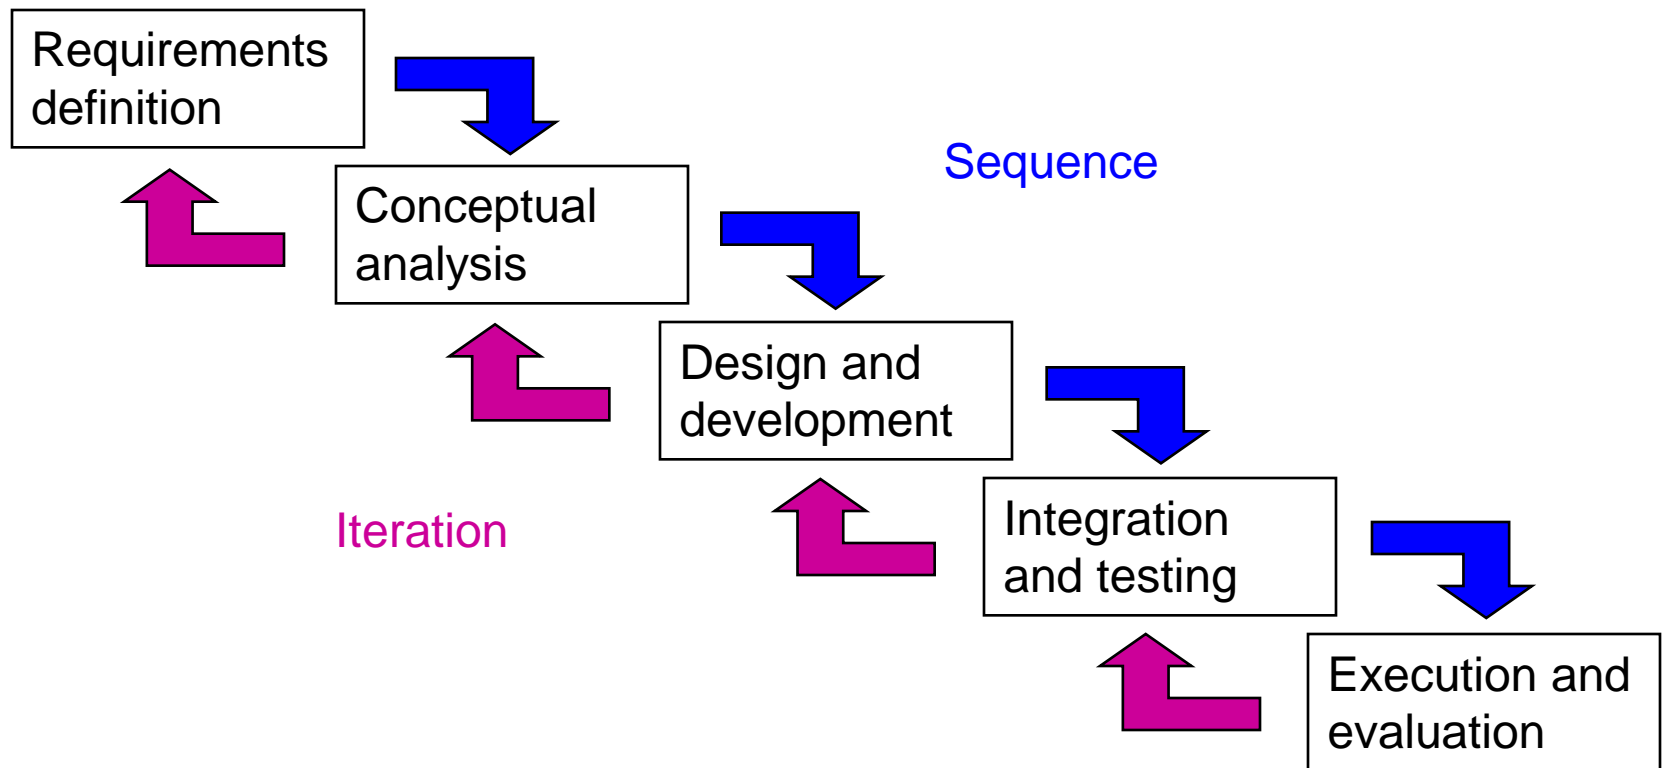 Requirements
definition
Sequence
Conceptual
analysis
Design and
development
Iteration
Integration
and testing
Execution and
evaluation